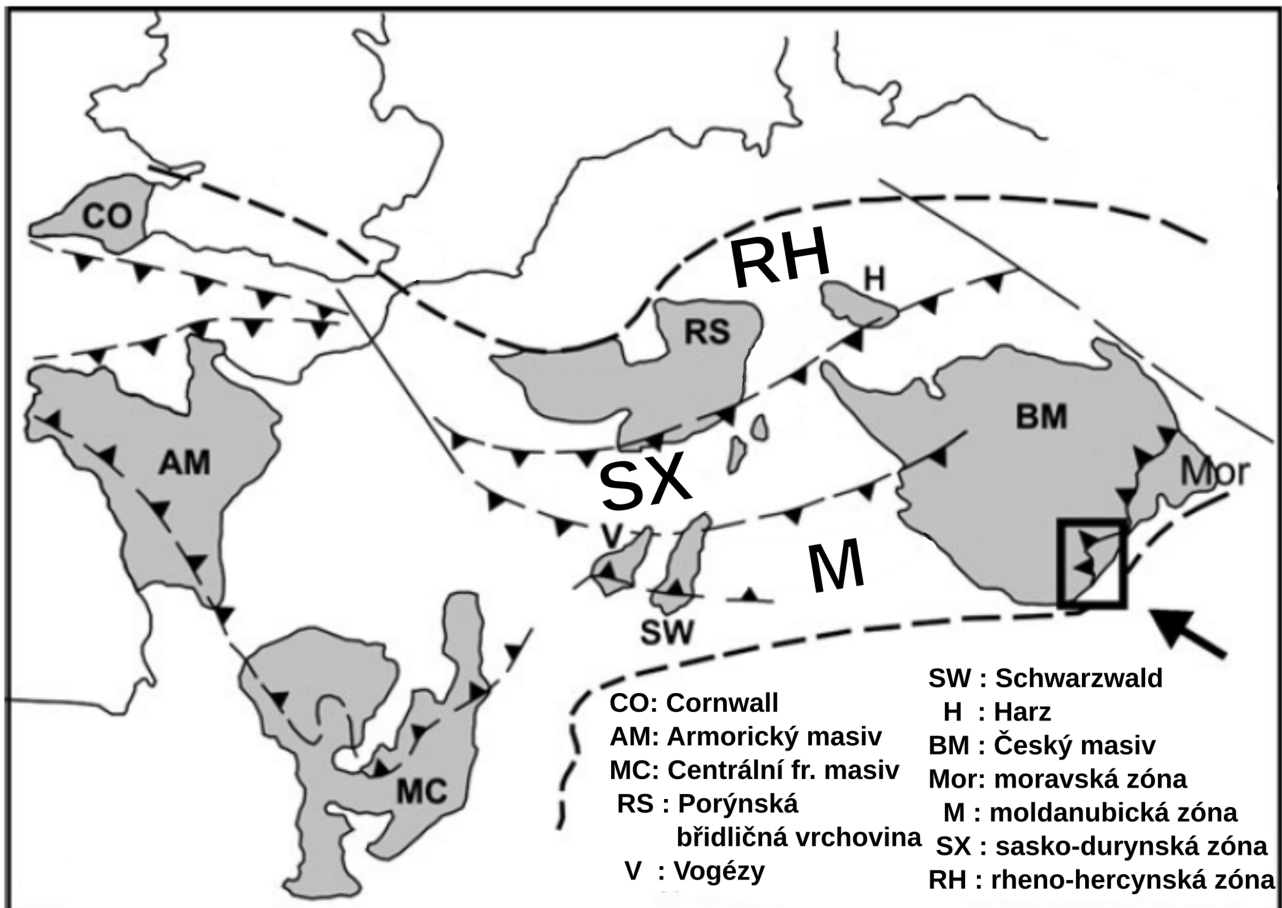 CO
RH
H
RS
BM
AM
SX
Mor
V
M
SW
MC
CO: Cornwall
AM: Armorický masiv
MC: Centrální fr. masiv
RS : Porýnská
břidličná vrchovina
V : Vogézy
SW : Schwarzwald
H : Harz
BM : Český masiv
Mor: moravská zóna
M : moldanubická zóna
SX : sasko-durynská zóna
RH : rheno-hercynská zóna